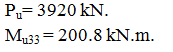 Pu= 3920 kN.
Mu33 = 200.8 kN.m.